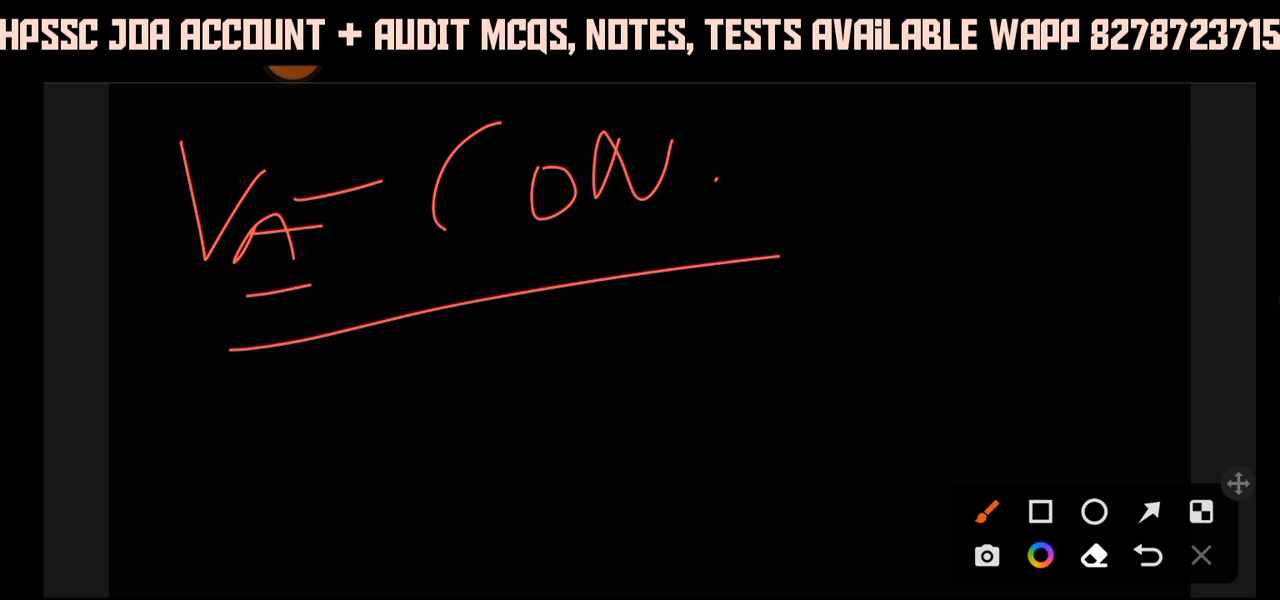 HPSSC JOA ACCOUNT + AUDIT MCQS, NOTES, TESTS AVAiLABLE WAPP 8278723715
VA- CON.